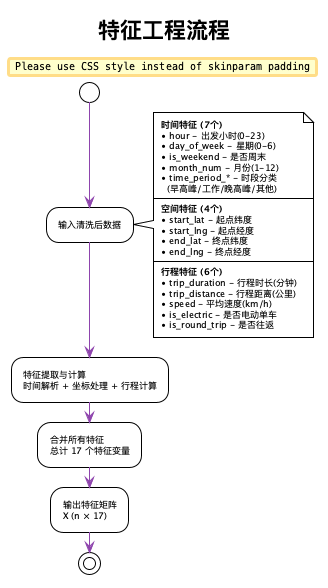 特征工程流程
Please use CSS style instead of skinparam padding
时间特征 (7个)
• hour – 出发小时(0–23)
• day_of_week – 星期(0–6)
• is_weekend – 是否周末
• month_num – 月份(1–12)
• time_period_* – 时段分类
(早高峰/工作/晚高峰/其他)
空间特征 (4个)
• start_lat – 起点纬度
• start_lng – 起点经度
• end_lat – 终点纬度
• end_lng – 终点经度
行程特征 (6个)
• trip_duration – 行程时长(分钟)
• trip_distance – 行程距离(公里)
• speed – 平均速度(km/h)
• is_electric – 是否电动单车
• is_round_trip – 是否往返
输入清洗后数据
特征提取与计算
时间解析 + 坐标处理 + 行程计算
合并所有特征
总计 17 个特征变量
输出特征矩阵
X (n × 17)